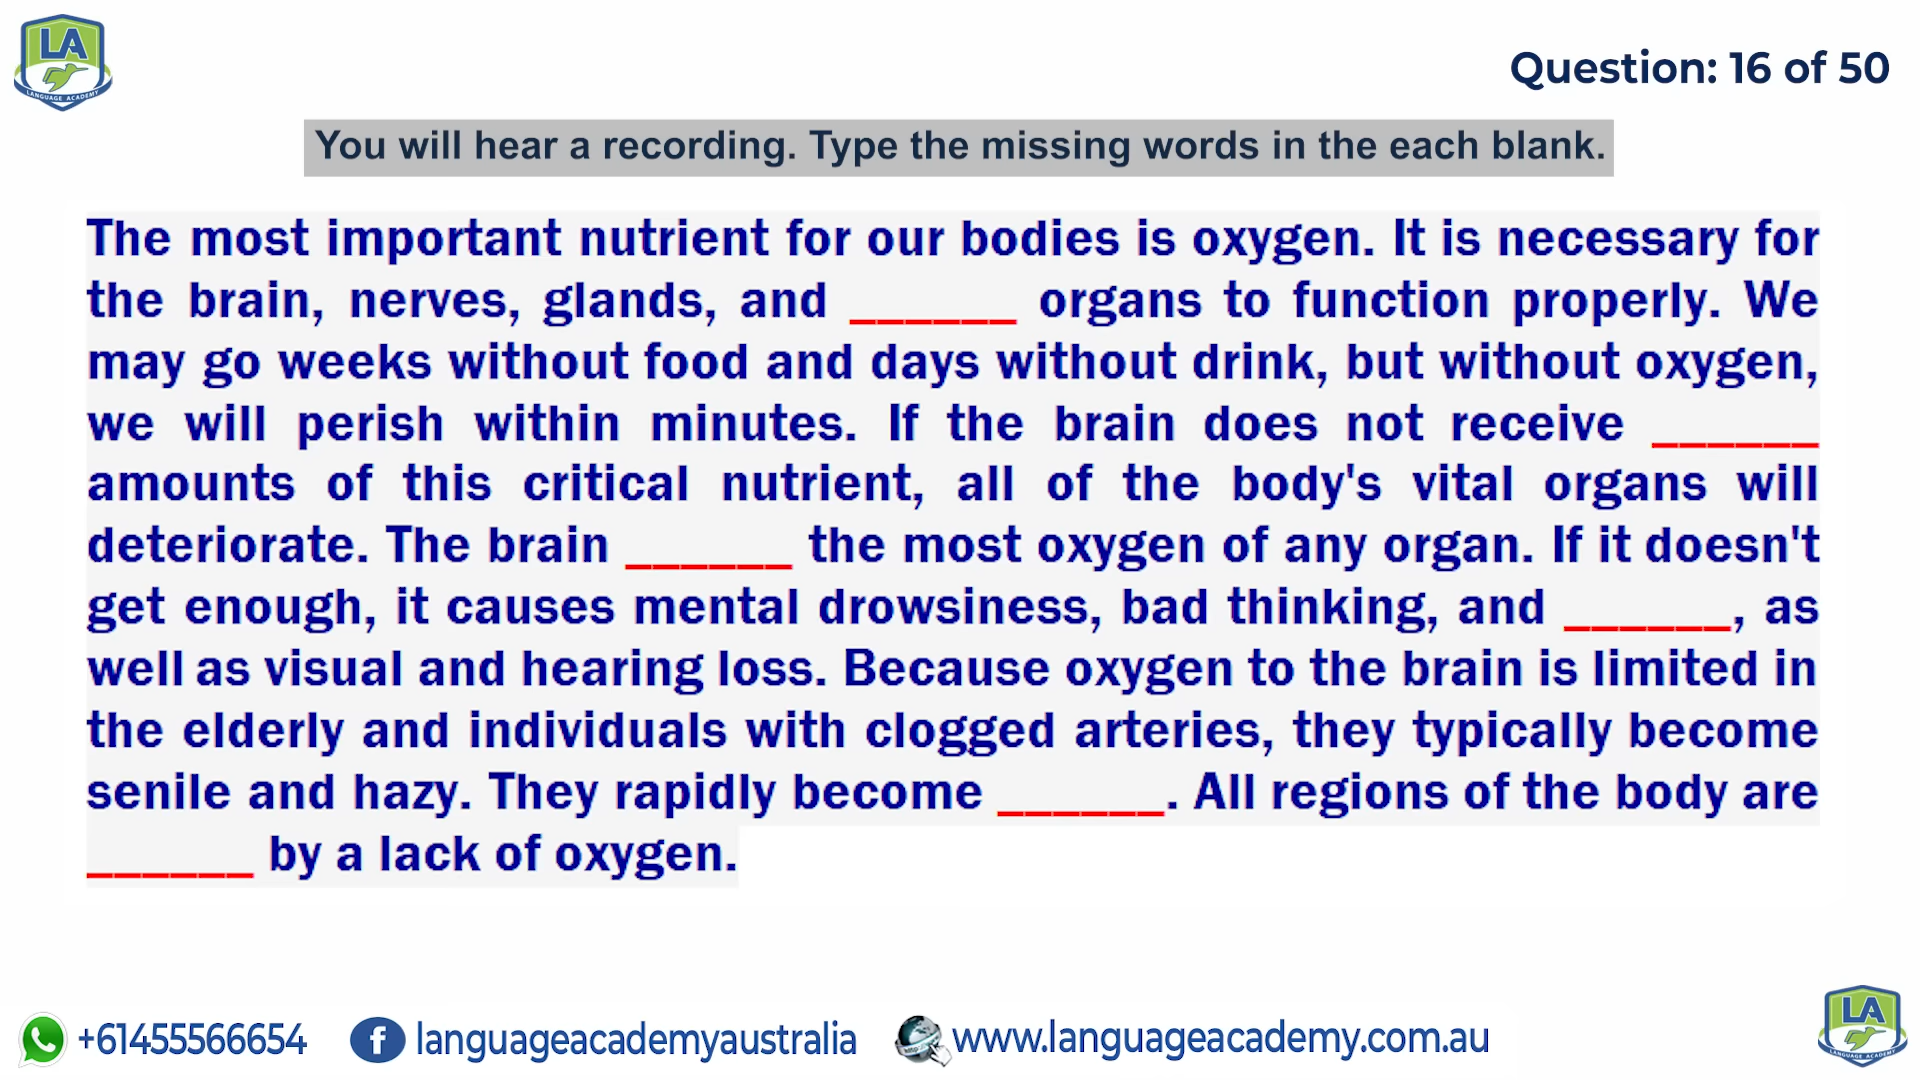 LA
LANGUAGE ACADEMY
Question: 16 of 50
You will hear a recording. Type the missing words in the each blank.
The most important nutrient for our bodies is oxygen. It is necessary for
the brain, nerves, glands, and ______ organs to function properly. We
may go weeks without food and days without drink, but without oxygen,
we will perish within minutes. If the brain does not receive ______
amounts of this critical nutrient, all of the body's vital organs will
deteriorate. The brain ______ the most oxygen of any organ. If it doesn't
get enough, it causes mental drowsiness, bad thinking, and ______, as
well as visual and hearing loss. Because oxygen to the brain is limited in
the elderly and individuals with clogged arteries, they typically become
senile and hazy. They rapidly become ______. All regions of the body are
______ by a lack of oxygen.
+61455566654 languageacademyaustralia www.languageacademy.com.au
LA
LANGUAGE ACADEMY